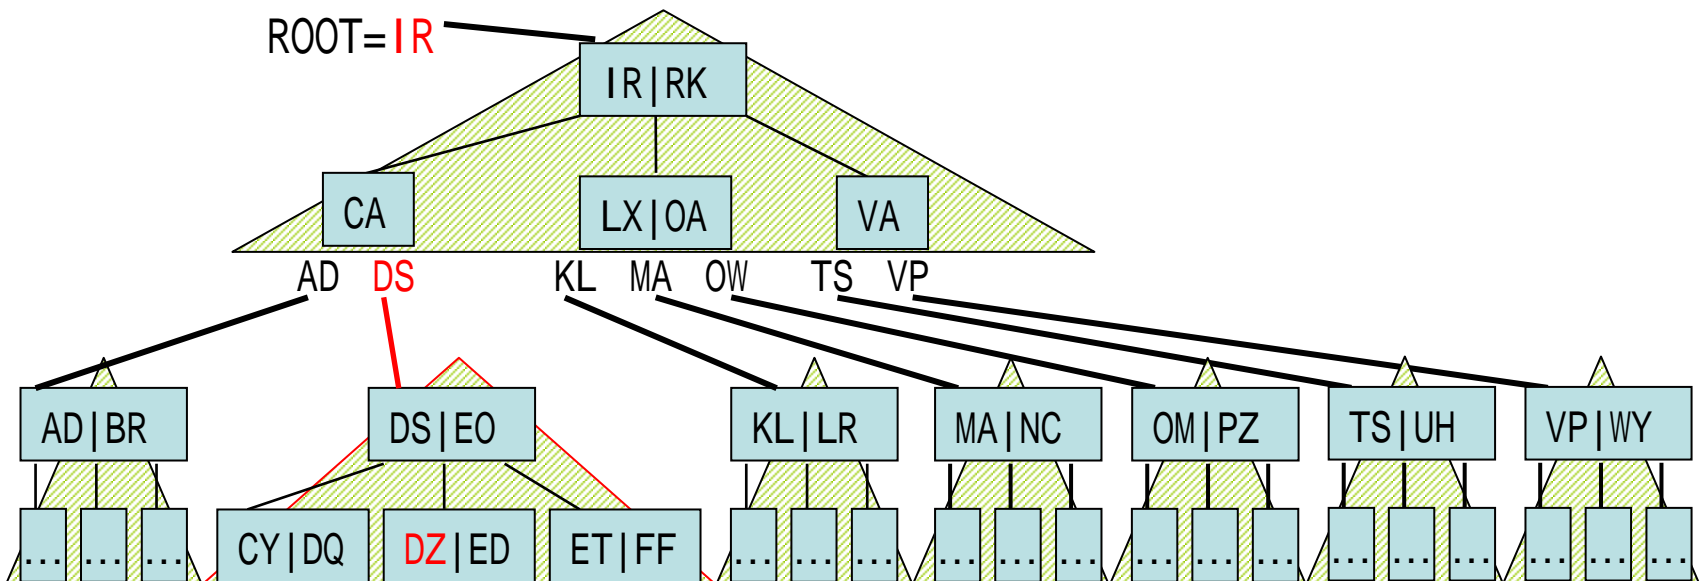 ROOT=IR
IR|RK
CA LX|OA VA
AD DS KL MA OW TS VP
AD|BR DS|EO KL|LR MA|NC OM|PZ TS|UH VP|WY
... ... ... CY|DQ DZ|ED ET|FF ... ... ... ... ... ... ... ... ... ... ... ... ... ... ...